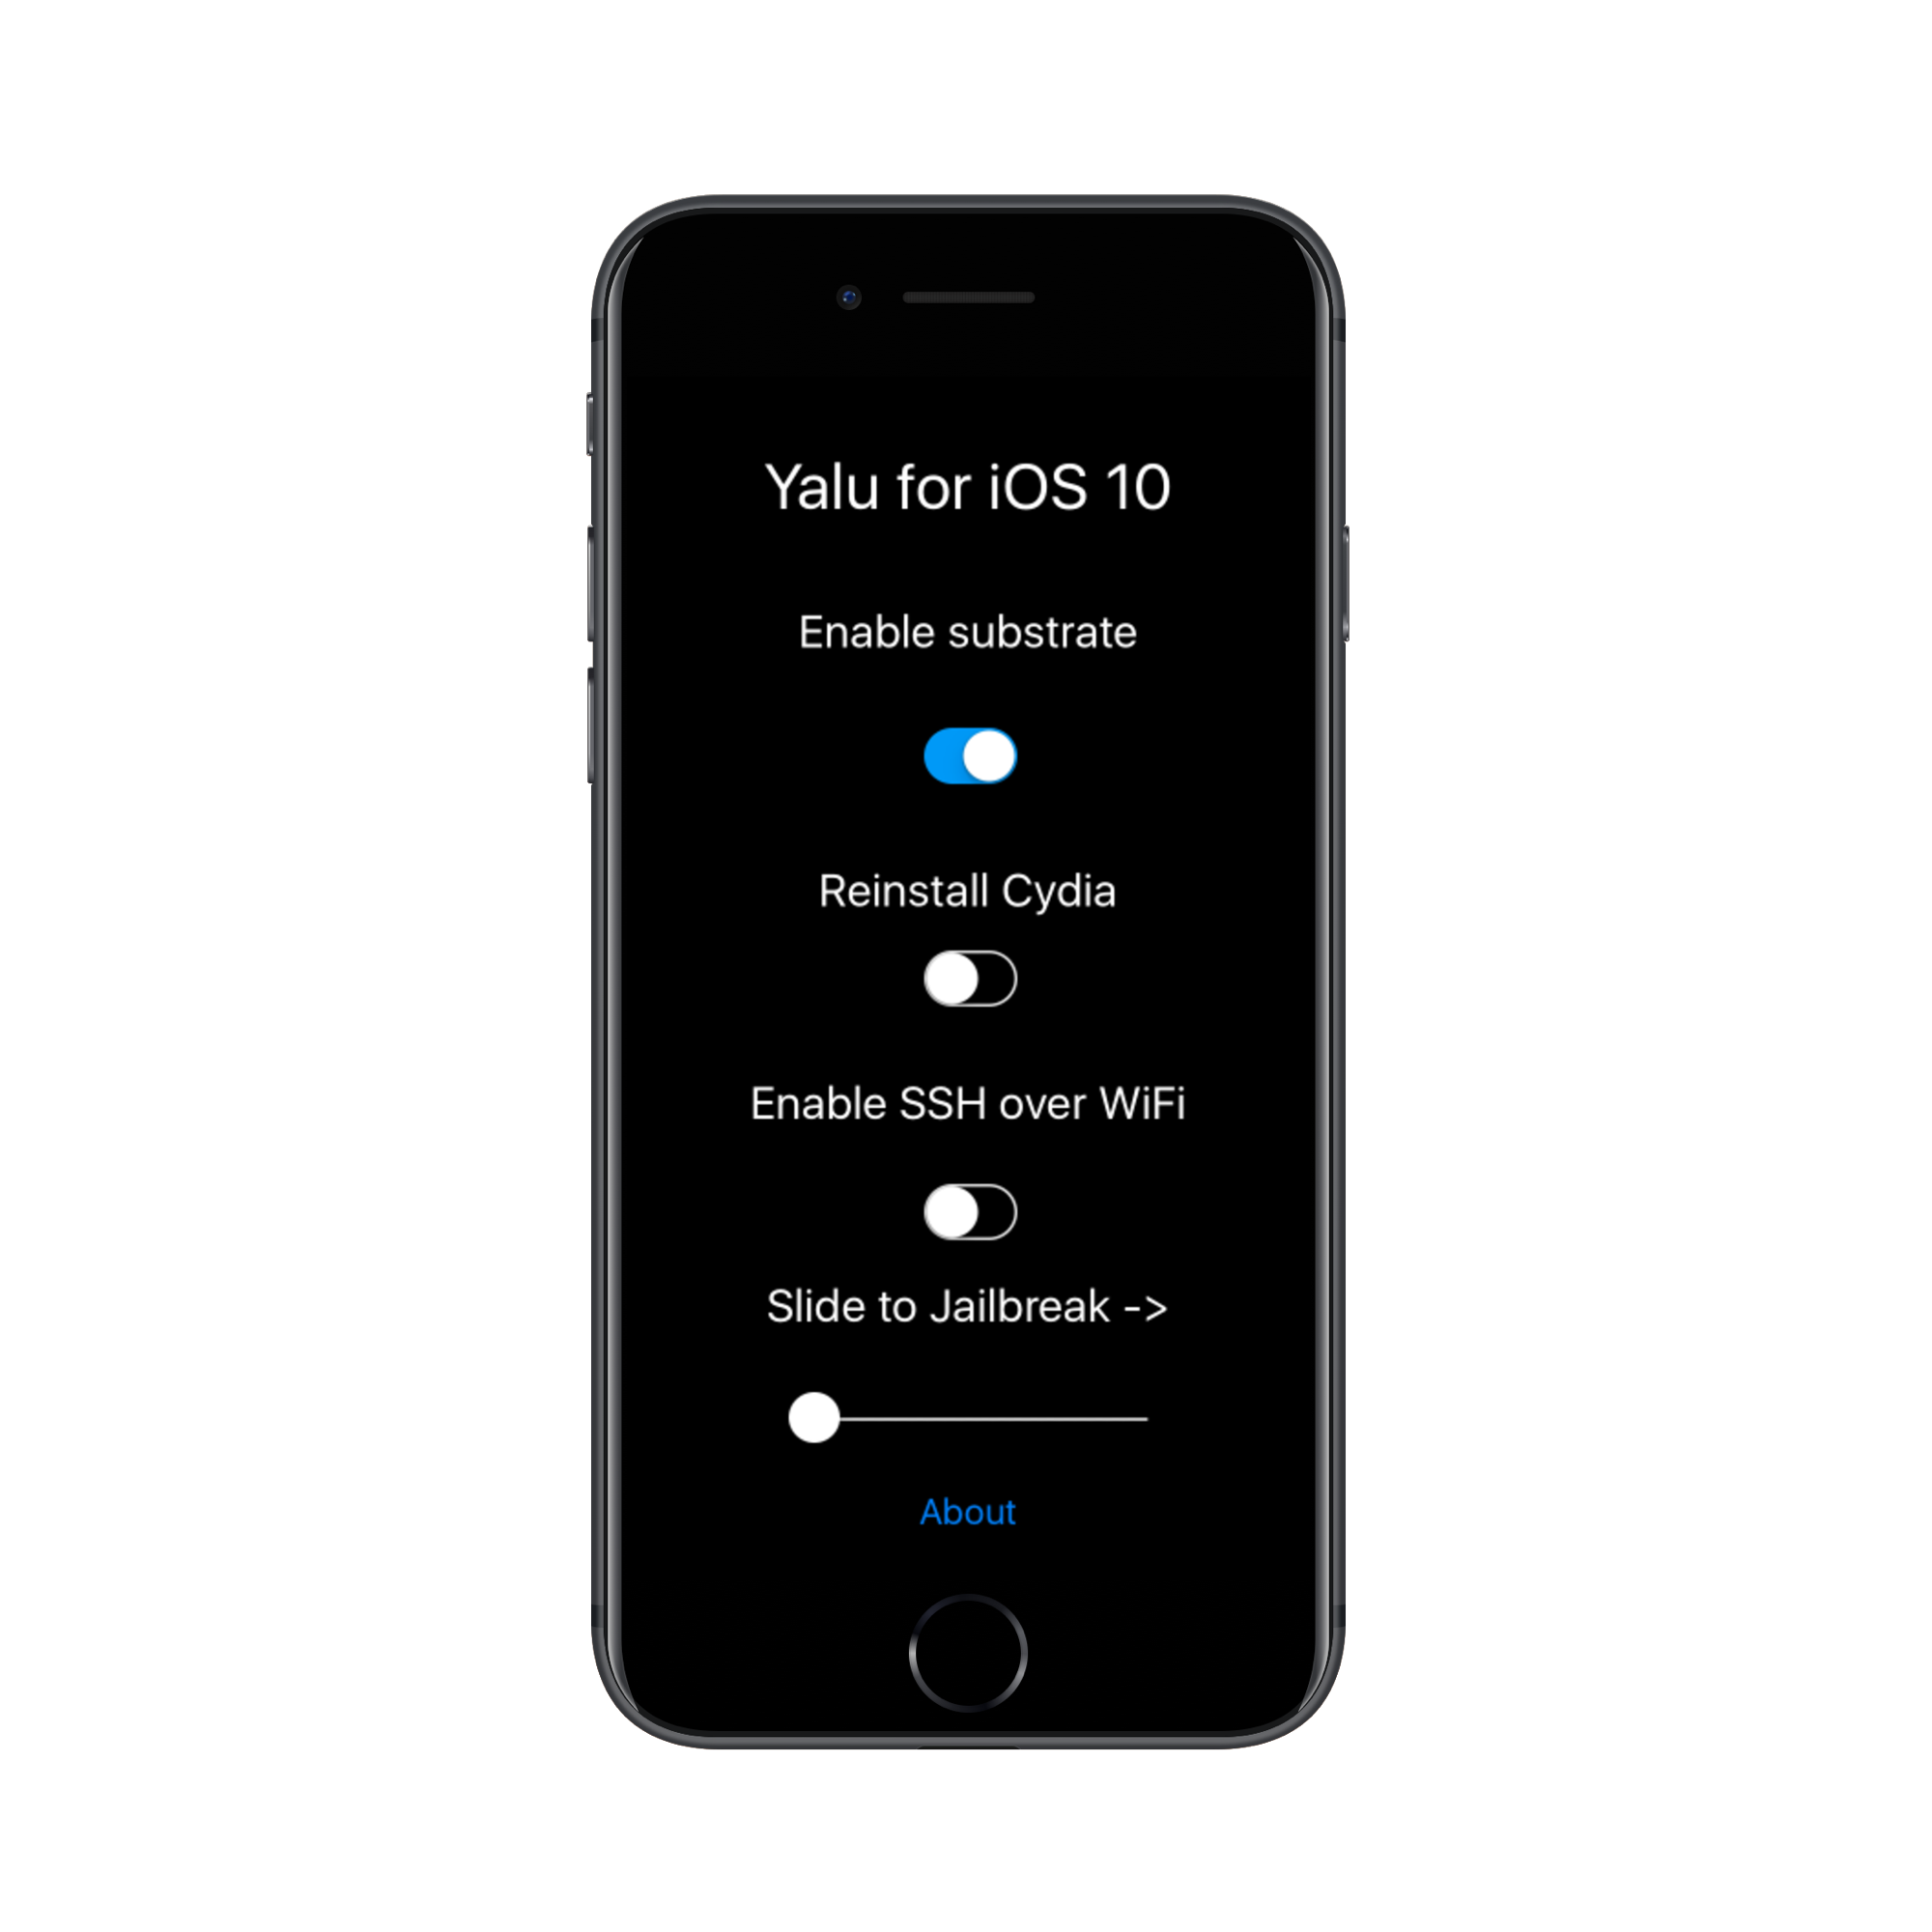 Yalu for iOS 10
Enable substrate
Reinstall Cydia
Enable SSH over WiFi
Slide to Jailbreak ->
About